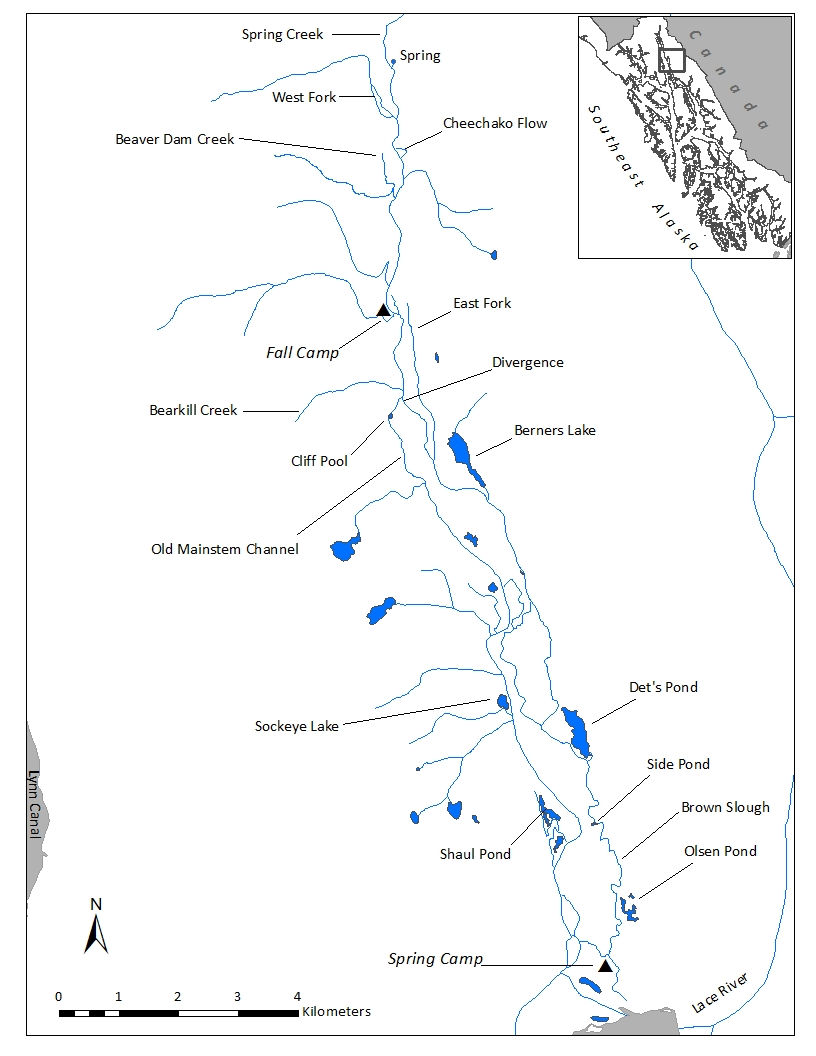 Spring Creek
Spring
West Fork
Cheechako Flow
Beaver Dam Creek
Canada
Southeast Alaska
East Fork
Fall Camp
Divergence
Bearkill Creek
Berners Lake
Cliff Pool
Old Mainstem Channel
Det's Pond
Sockeye Lake
Side Pond
Lynn Canal
Brown Slough
Shaul Pond
Olsen Pond
N
Spring Camp
Lace River
0 1 2 3 4
Kilometers